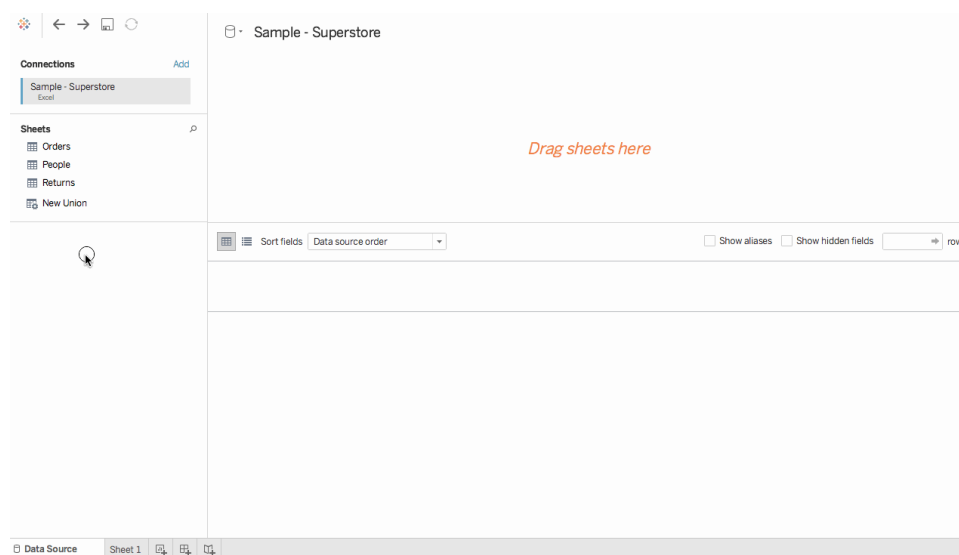 Sample - Superstore
Connections
Add
Sample - Superstore
Excel
Sheets
Orders
People
Returns
New Union
Drag sheets here
Sort fields
Data source order
Show aliases
Show hidden fields
Data Source
Sheet 1